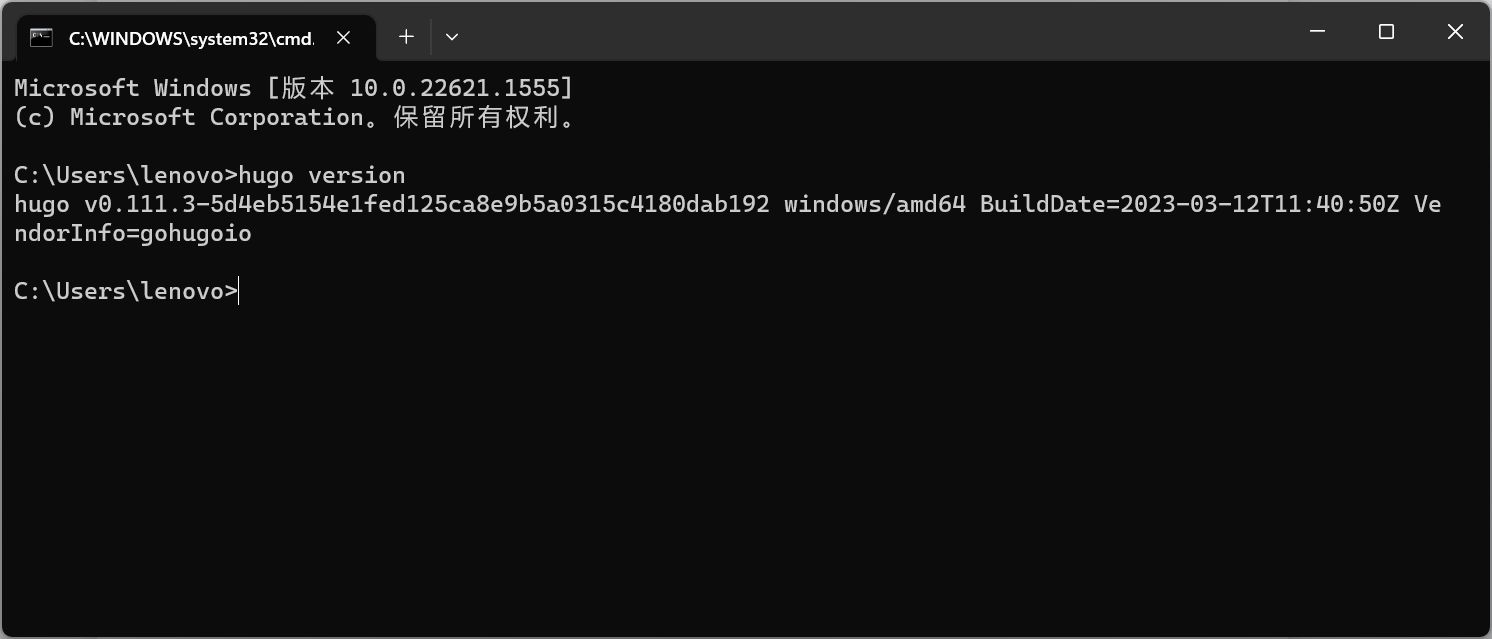 C:\WINDOWS\system32\cmd.
Microsoft Windows [版本 10.0.22621.1555]
(c) Microsoft Corporation。保留所有权利。
C:\Users\lenovo>hugo version
hugo v0.111.3-5d4eb5154e1fed125ca8e9b5a0315c4180dab192 windows/amd64 BuildDate=2023-03-12T11:40:50Z Ve
ndorInfo=gohugoio
C:\Users\lenovo>